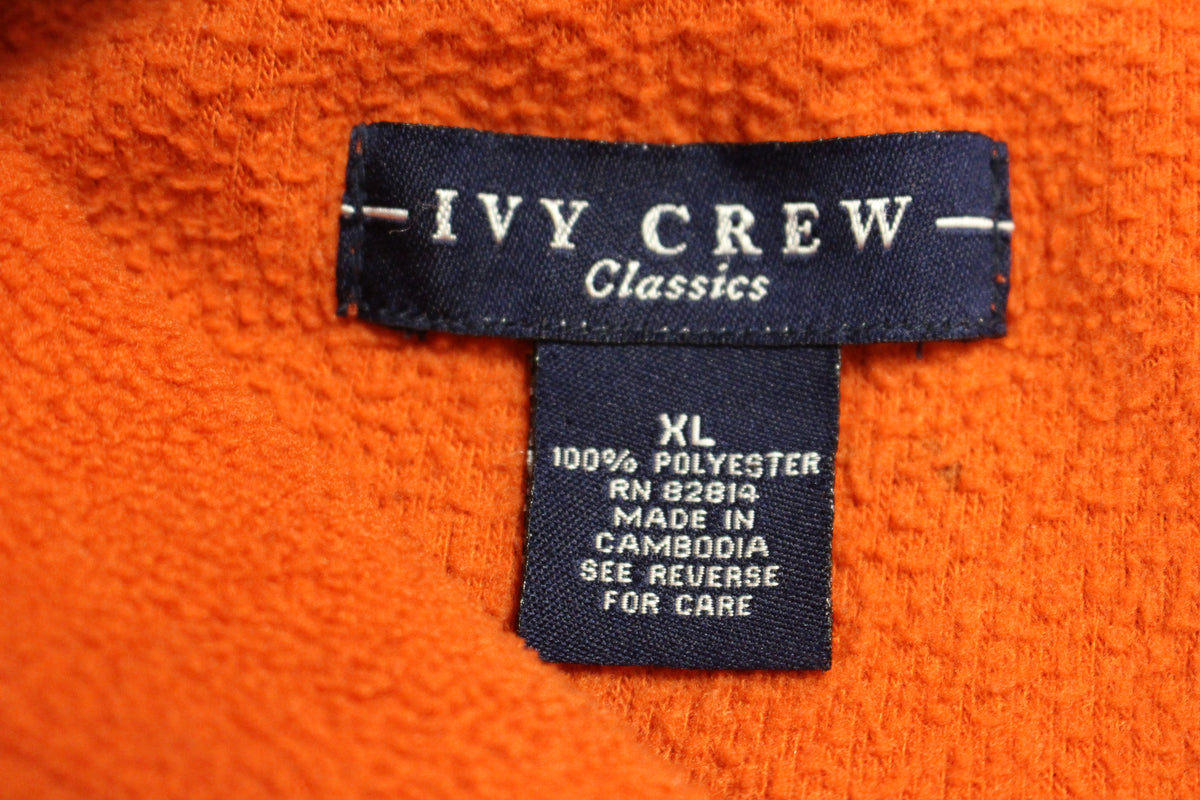 IVY CREW
Classics
XL
100% POLYESTER
RN 82814
MADE IN
CAMBODIA
SEE REVERSE
FOR CARE